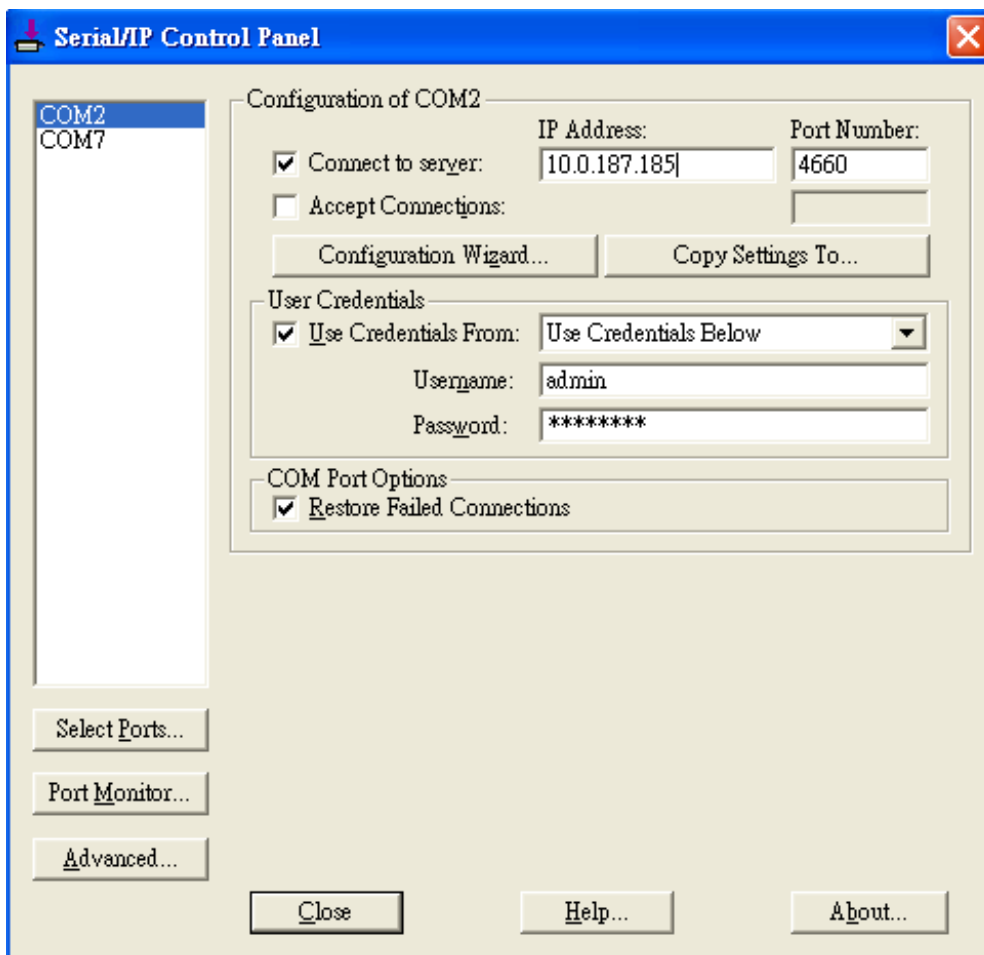 Serial/IP Control Panel
COM2
COM7
Configuration of COM2
IP Address: Port Number:
Connect to server: 10.0.187.185 4660
Accept Connections:
Configuration Wizard... Copy Settings To...
User Credentials
Use Credentials From: Use Credentials Below
Username: admin
Password: ********
COM Port Options
Restore Failed Connections
Select Ports...
Port Monitor...
Advanced...
Close Help... About...